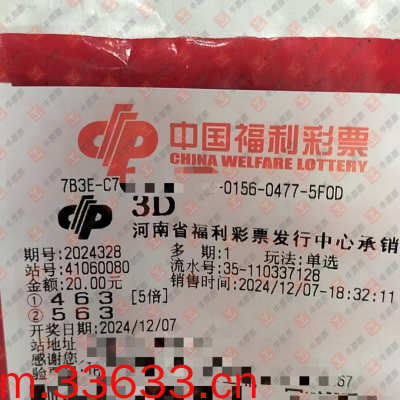 中国福利彩票
CHINA WELFARE LOTTERY
7B3E-C7 -0156-0477-5F0D
3D
河南省福利彩票发行中心承销
期号:2024328 多期:1 玩法:单选
站号:41060080 流水号:35-110337128
金额:20.00元 销售时间:2024/12/07-18:32:11
① 4 6 3 [5倍]
② 5 6 3
开奖日期:2024/12/07
站址地址
感谢您
m.33633.cn
67